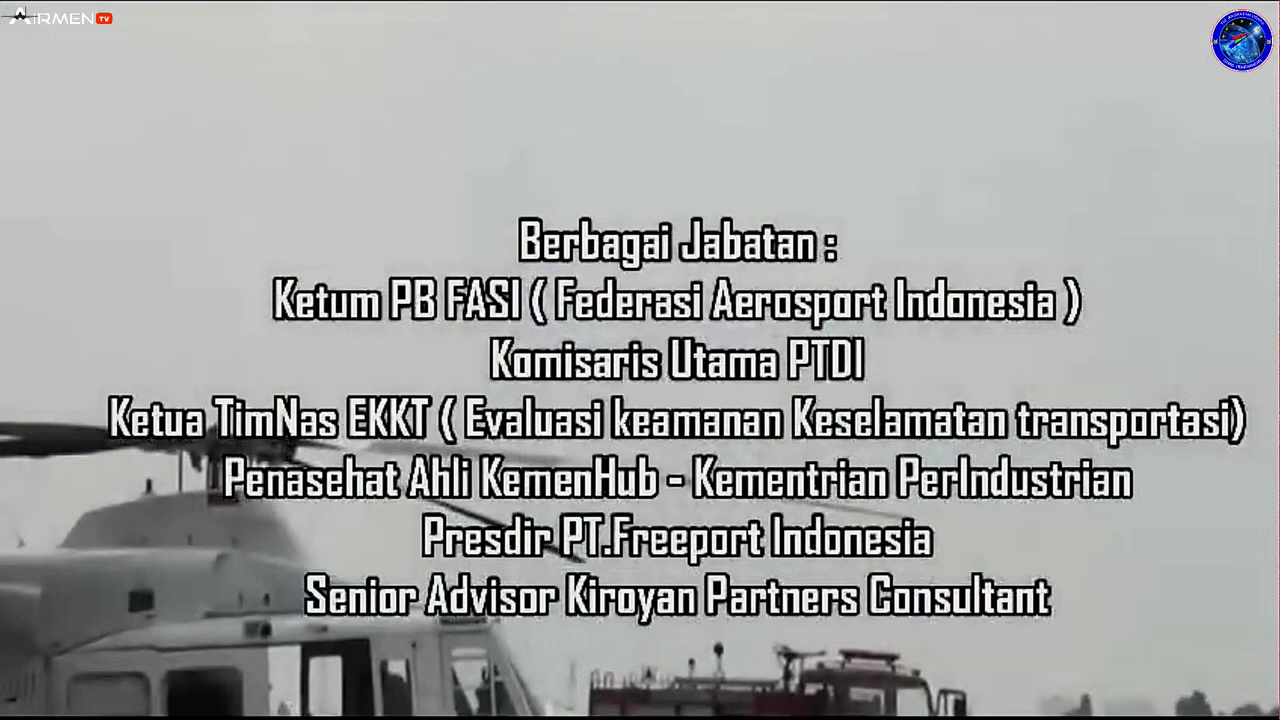 AIRMEN TV
Berbagai Jabatan :
Ketum PB FASI ( Federasi Aerosport Indonesia )
Komisaris Utama PTDI
Ketua TimNas EKKT ( Evaluasi keamanan Keselamatan transportasi)
Penasehat Ahli KemenHub - Kementrian PerIndustrian
Presdir PT.Freeport Indonesia
Senior Advisor Kiroyan Partners Consultant